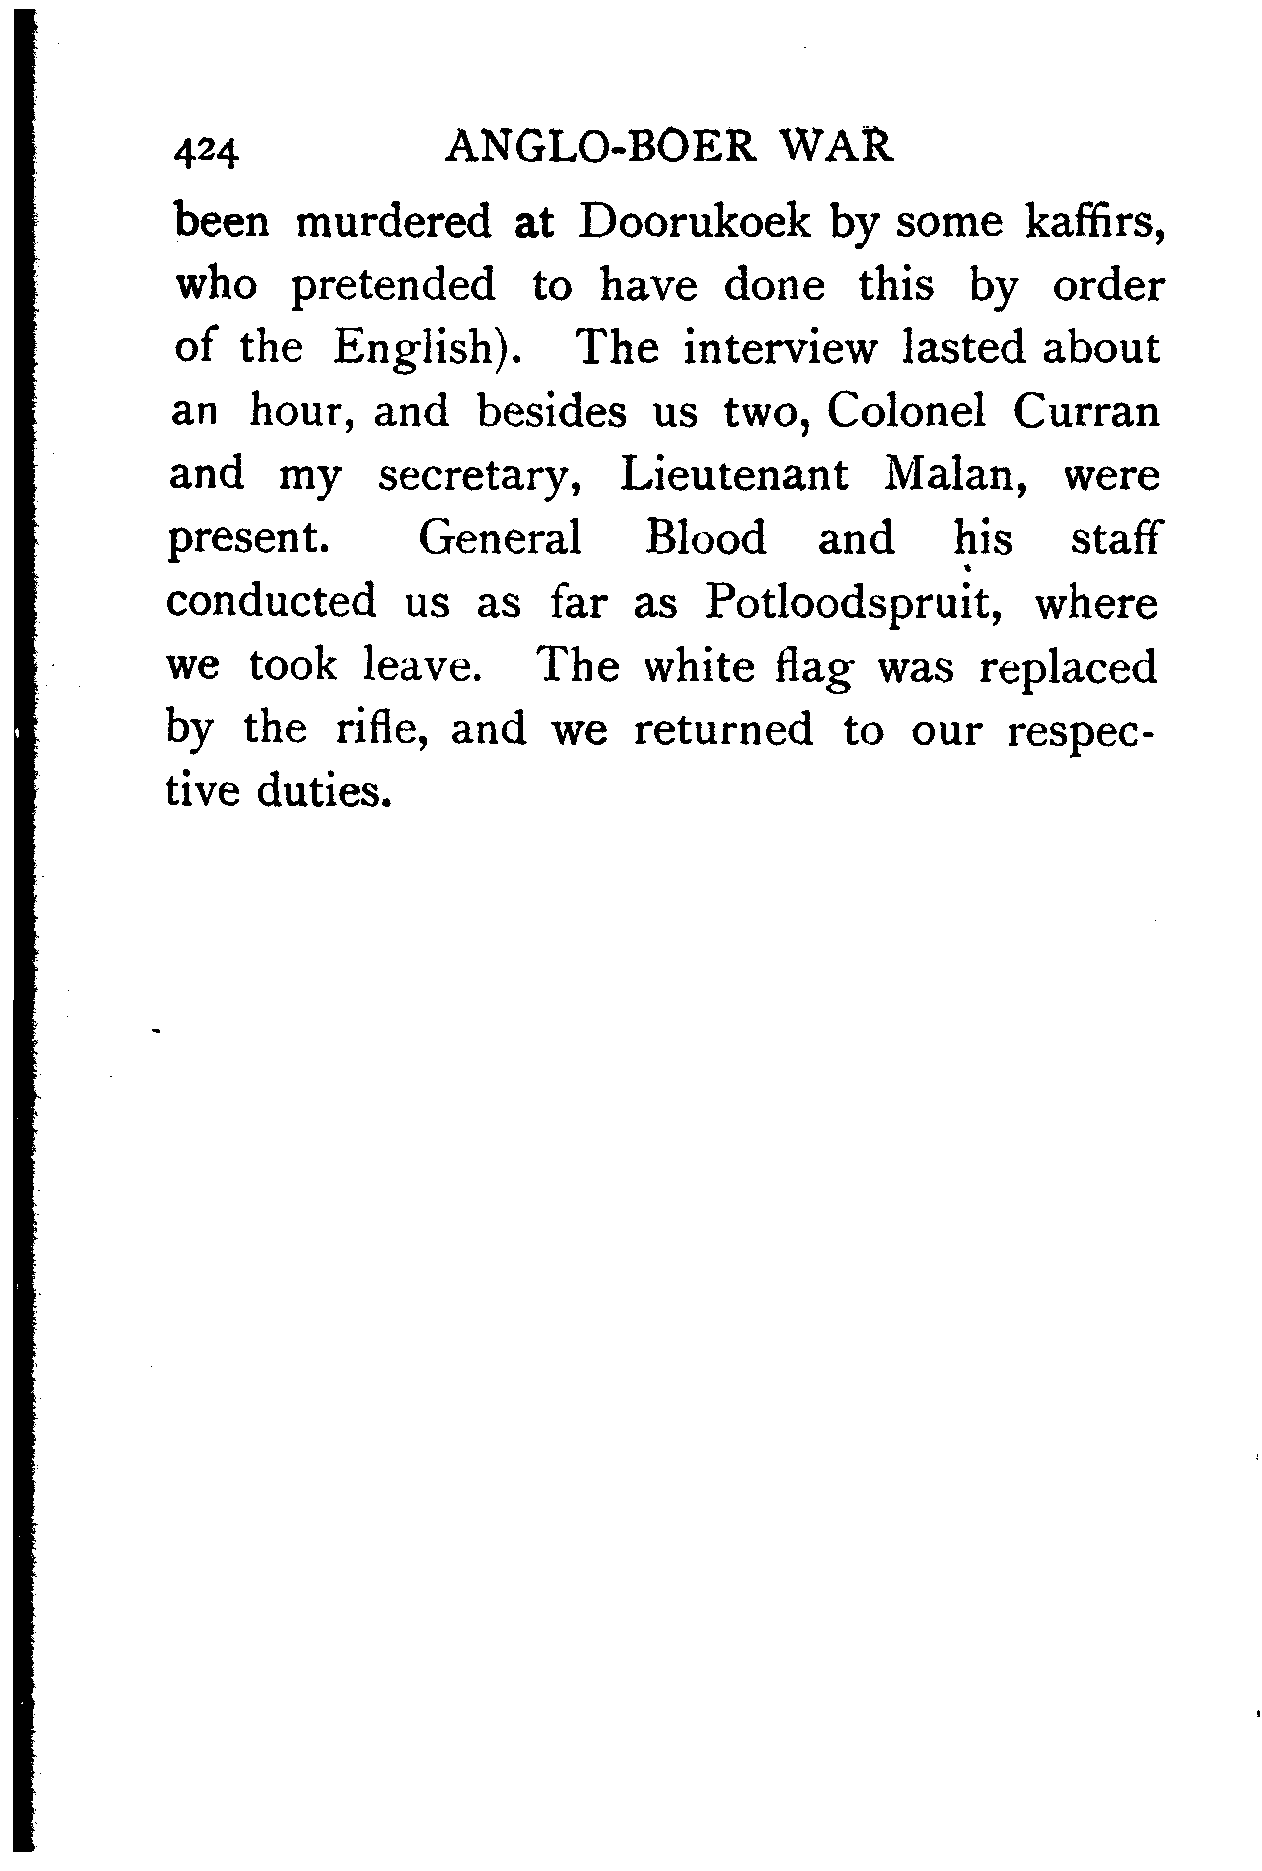 424 ANGLO-BOER WAR
been murdered at Doorukoek by some kaffirs,
who pretended to have done this by order
of the English). The interview lasted about
an hour, and besides us two, Colonel Curran
and my secretary, Lieutenant Malan, were
present. General Blood and his staff
conducted us as far as Potloodspruit, where
we took leave. The white flag was replaced
by the rifle, and we returned to our respec-
tive duties.